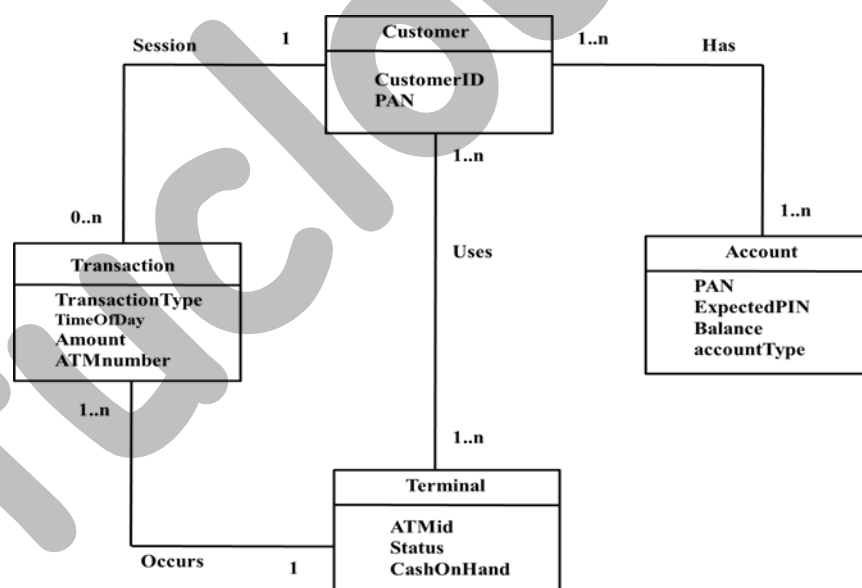 Session
1
Customer
1..n
Has
CustomerID
PAN
1..n
0..n
Uses
1..n
Transaction
TransactionType
TimeOfDay
Amount
ATMnumber
Account
PAN
ExpectedPIN
Balance
accountType
1..n
1..n
Terminal
ATMid
Status
CashOnHand
Occurs
1